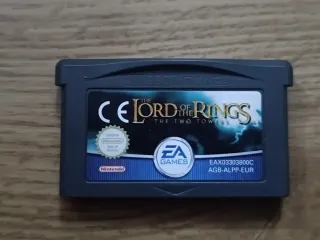 CE
THE
LORD OF THE RINGS
THE TWO TOWERS
EA
GAMES
Nintendo
EAX03303800C
AGB-ALPP-EUR